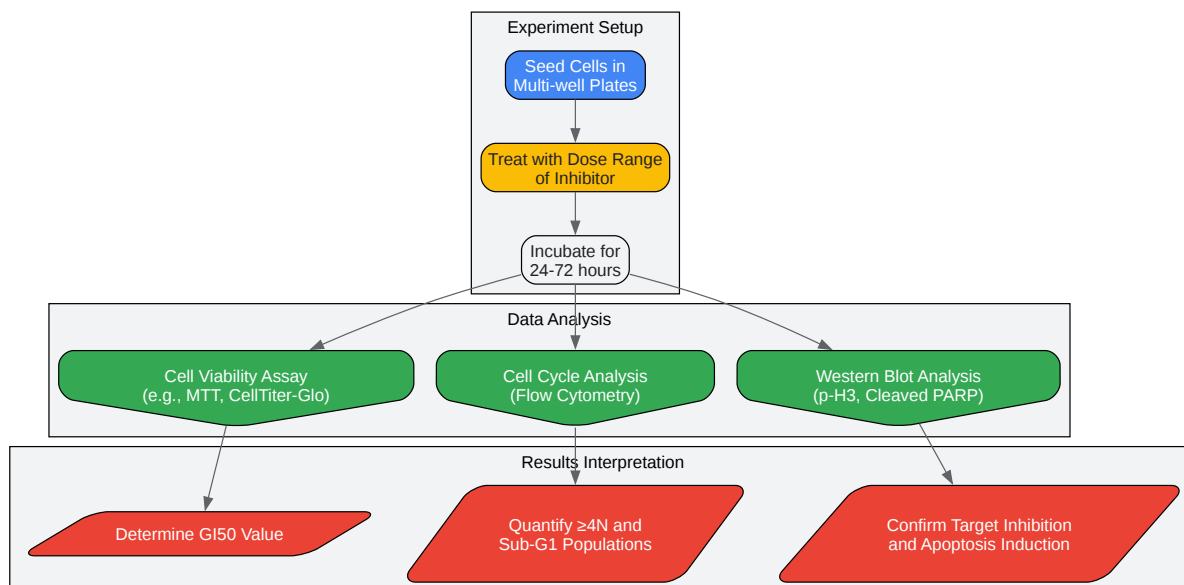 Experiment Setup
Seed Cells in
Multi-well Plates
Treat with Dose Range
of Inhibitor
Incubate for
24-72 hours
Data Analysis
Cell Viability Assay
(e.g., MTT, CellTiter-Glo)
Cell Cycle Analysis
(Flow Cytometry)
Western Blot Analysis
(p-H3, Cleaved PARP)
Results Interpretation
Determine GI50 Value
Quantify ≥4N and
Sub-G1 Populations
Confirm Target Inhibition
and Apoptosis Induction